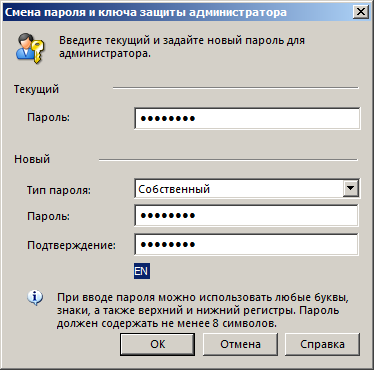 Смена пароля и ключа защиты администратора
Введите текущий и задайте новый пароль для
администратора.
Текущий
Пароль: ••••••••
Новый
Тип пароля: Собственный
Пароль: ••••••••
Подтверждение: ••••••••
EN
При вводе пароля можно использовать любые буквы,
знаки, а также верхний и нижний регистры. Пароль
должен содержать не менее 8 символов.
ОК Отмена Справка